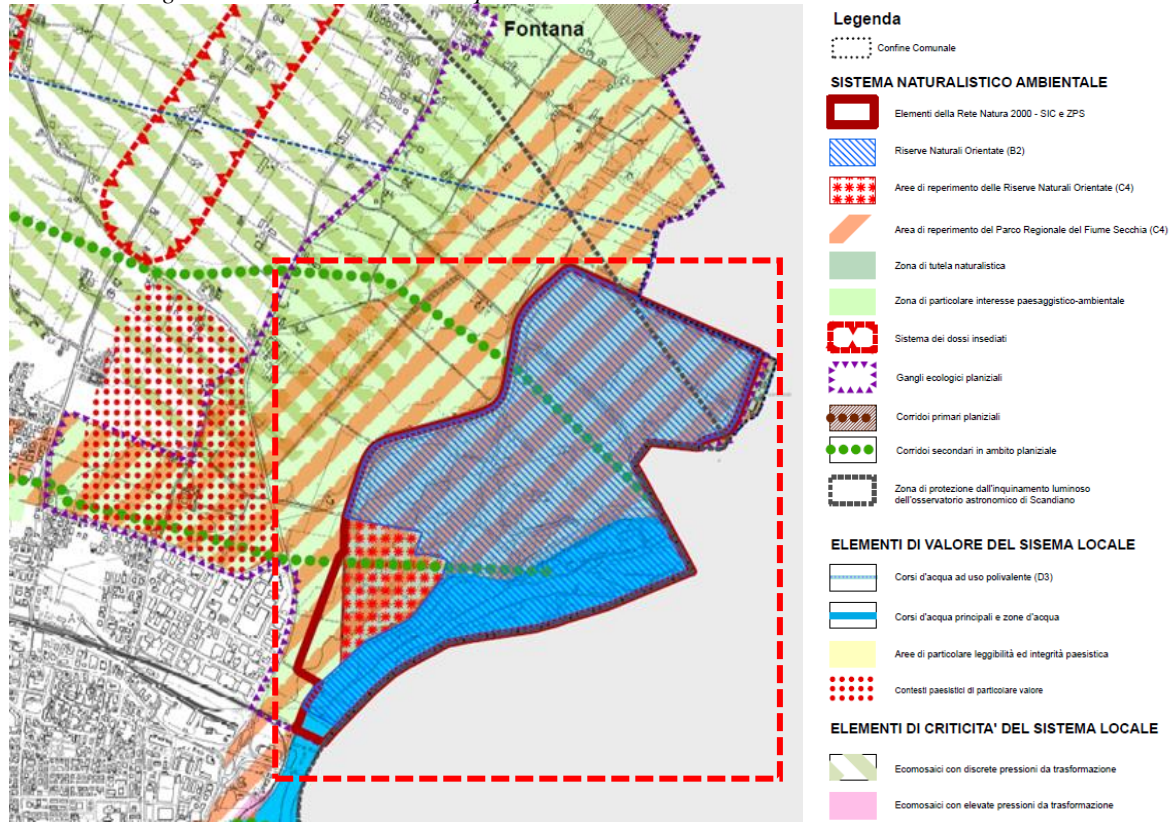 Fontana
Legenda
Confine Comunale
SISTEMA NATURALISTICO AMBIENTALE
Elementi della Rete Natura 2000 - SIC e ZPS
Riserve Naturali Orientate (B2)
Aree di reperimento delle Riserve Naturali Orientate (C4)
Area di reperimento del Parco Regionale del Fiume Secchia (C4)
Zona di tutela naturalistica
Zona di particolare interesse paesaggistico-ambientale
Sistema dei dossi insediati
Gangli ecologici planiziali
Corridoi primari planiziali
Corridoi secondari in ambito planiziale
Zona di protezione dall'inquinamento luminoso
dell'osservatorio astronomico di Scandiano
ELEMENTI DI VALORE DEL SISEMA LOCALE
Corsi d'acqua ad uso polivalente (D3)
Corsi d'acqua principali e zone d'acqua
Aree di particolare leggibilità ed integrità paesistica
Contesti paesistici di particolare valore
ELEMENTI DI CRITICITA' DEL SISTEMA LOCALE
Ecomosaici con discrete pressioni da trasformazione
Ecomosaici con elevate pressioni da trasformazione